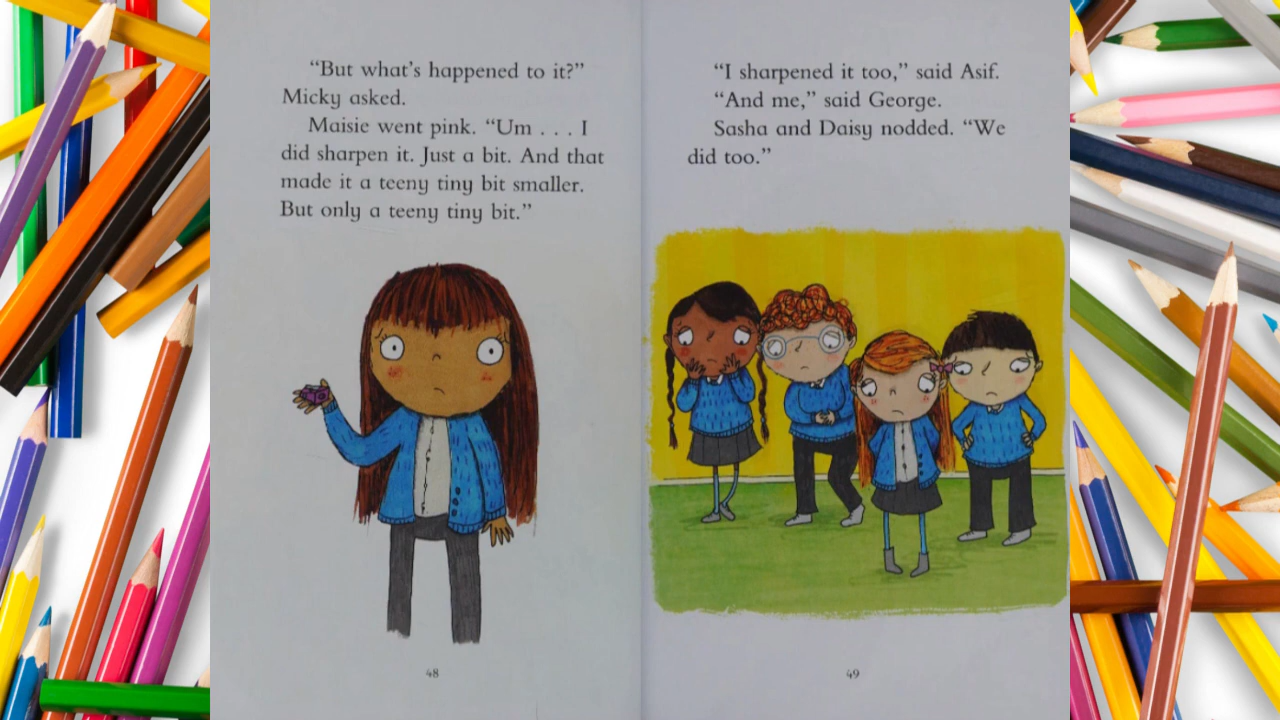 “But what’s happened to it?”
Micky asked.
Maisie went pink. “Um . . . I
did sharpen it. Just a bit. And that
made it a teeny tiny bit smaller.
But only a teeny tiny bit.”
48
“I sharpened it too,” said Asif.
“And me,” said George.
Sasha and Daisy nodded. “We
did too.”
49